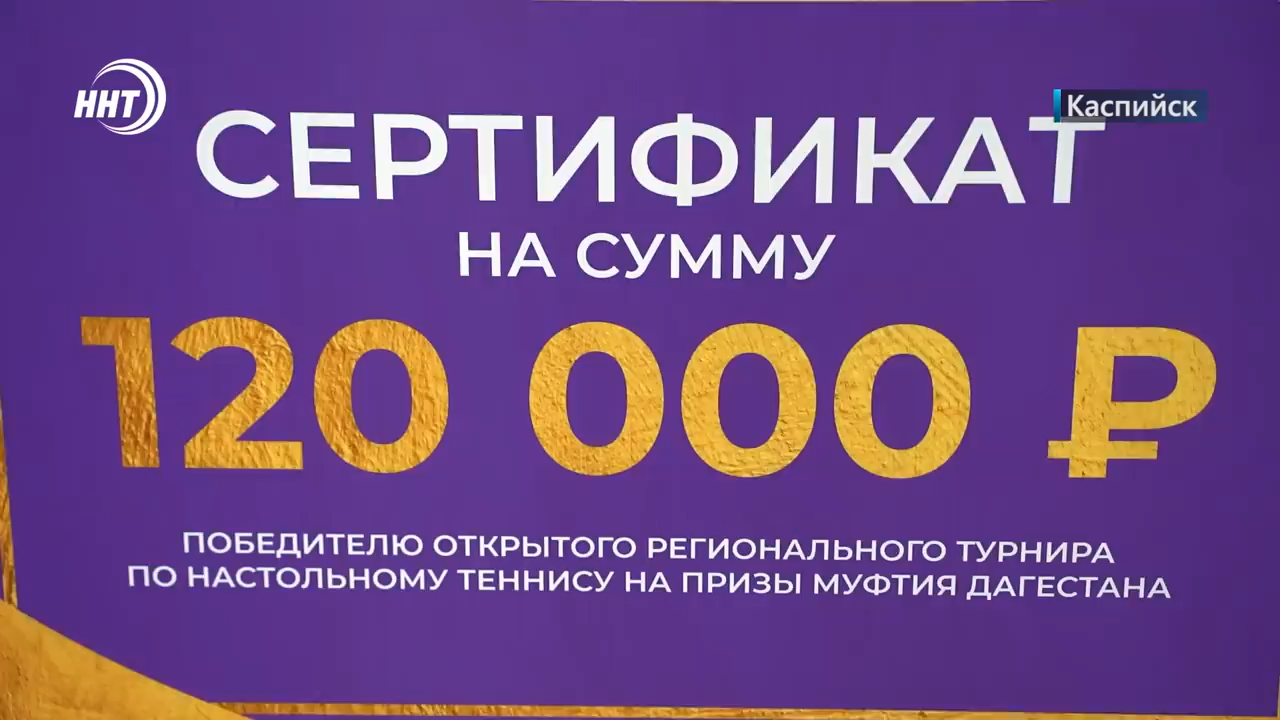 ННТ
Каспийск
СЕРТИФИКАТ
НА СУММУ
120 000 ₽
ПОБЕДИТЕЛЮ ОТКРЫТОГО РЕГИОНАЛЬНОГО ТУРНИРА
ПО НАСТОЛЬНОМУ ТЕННИСУ НА ПРИЗЫ МУФТИЯ ДАГЕСТАНА